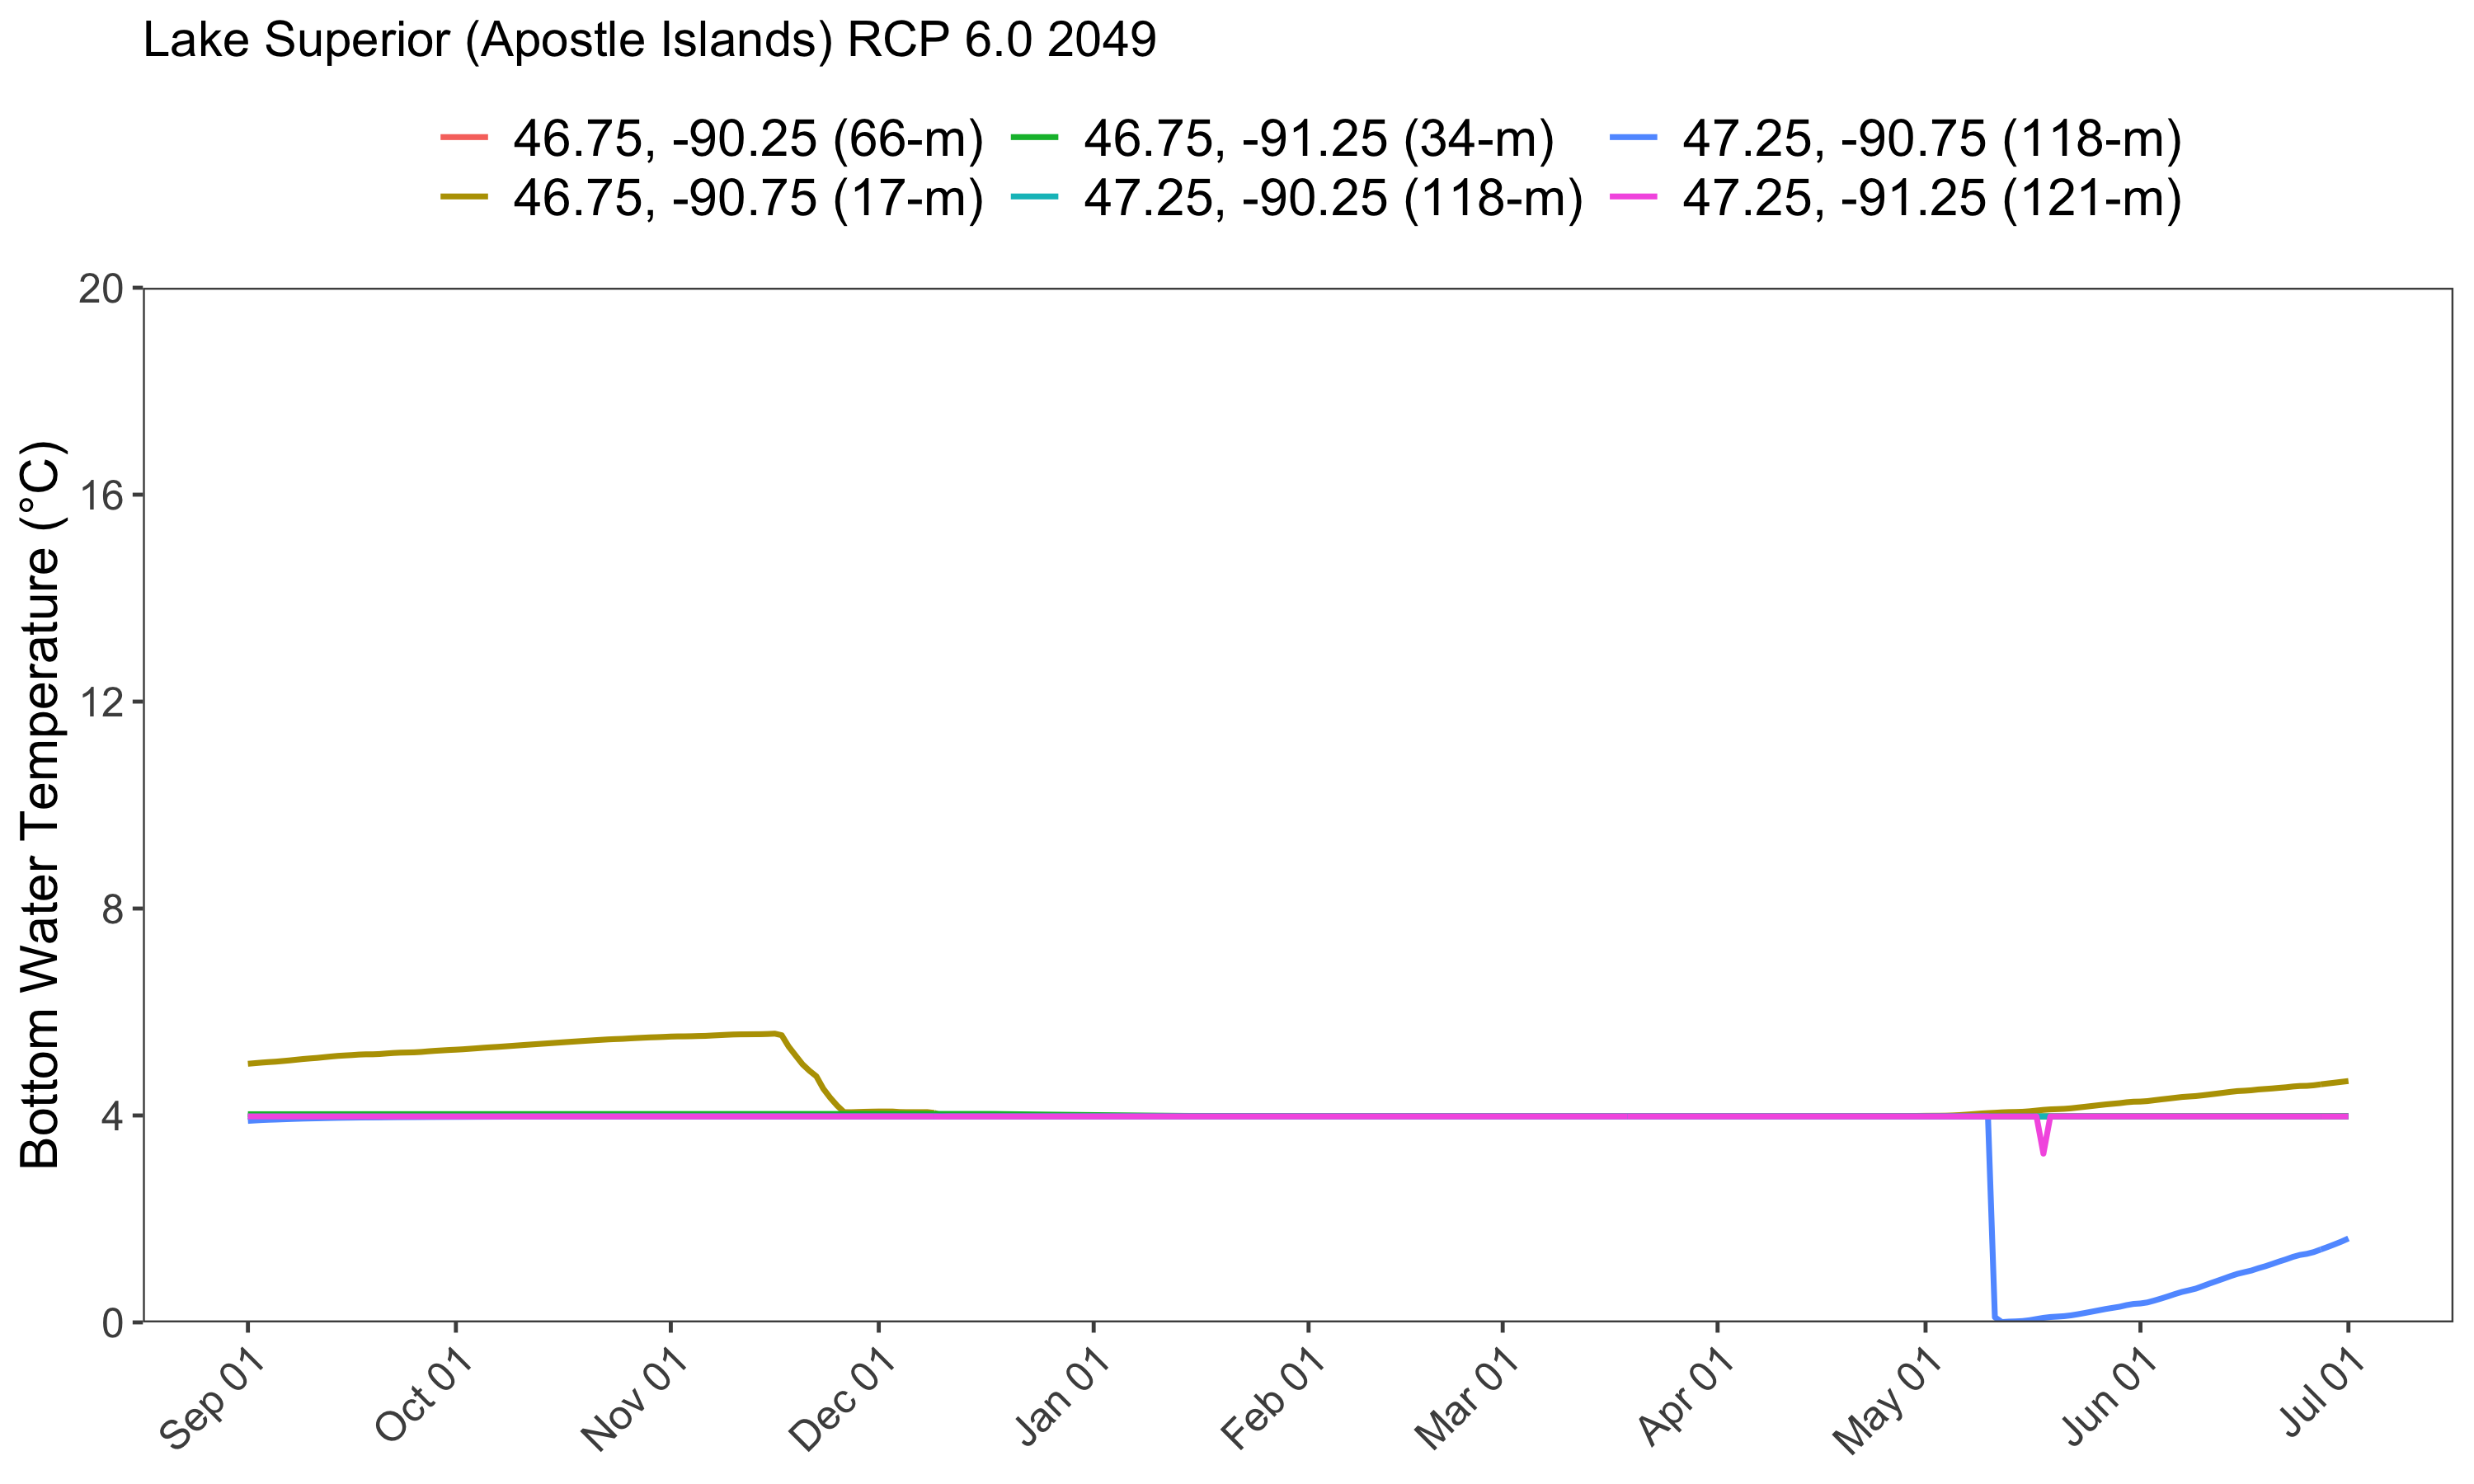 Lake Superior (Apostle Islands) RCP 6.0 2049
46.75, -90.25 (66-m) 46.75, -91.25 (34-m) 47.25, -90.75 (118-m)
46.75, -90.75 (17-m) 47.25, -90.25 (118-m) 47.25, -91.25 (121-m)
Bottom Water Temperature (°C)
20
16
12
8
4
0
Sep 01 Oct 01 Nov 01 Dec 01 Jan 01 Feb 01 Mar 01 Apr 01 May 01 Jun 01 Jul 01